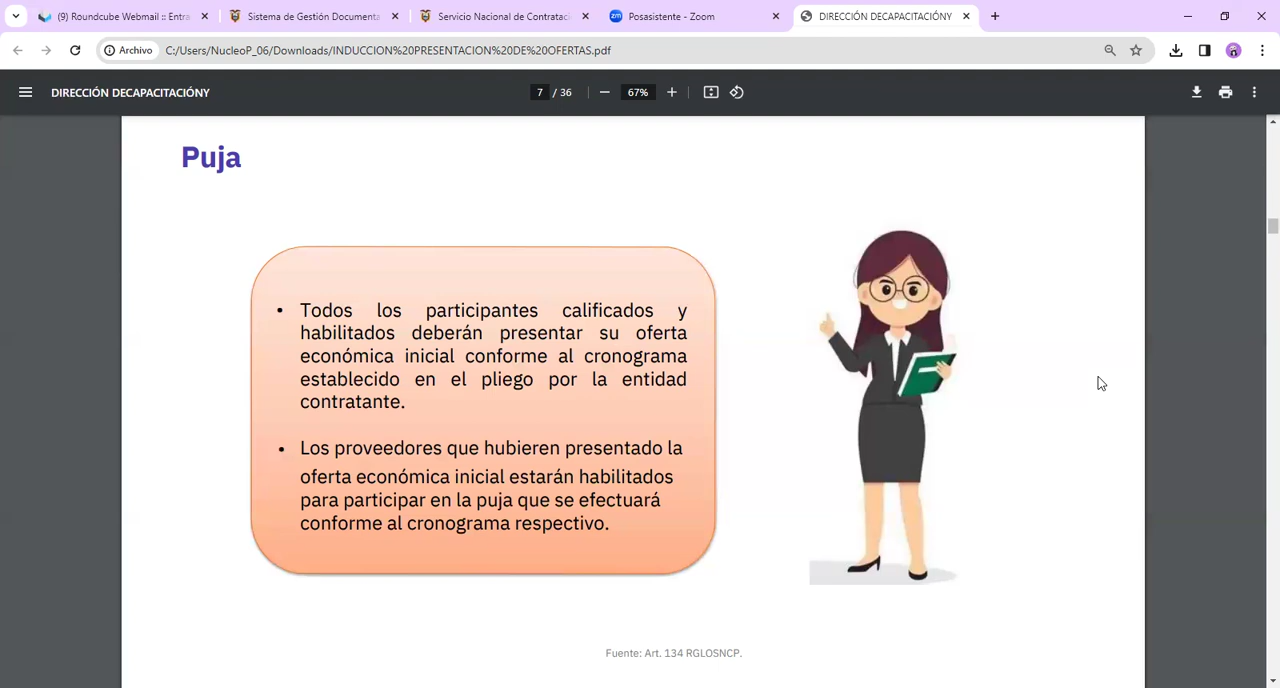 (9) Roundcube Webmail :: Entra
Sistema de Gestión Documenta
Servicio Nacional de Contrataci
Posasistente - Zoom
DIRECCIÓN DECAPACITACIÓNY
Archivo C:/Users/NucleoP_06/Downloads/INDUCCION%20PRESENTACION%20DE%20OFERTAS.pdf
DIRECCIÓN DECAPACITACIÓNY
7 / 36
67%
Puja
• Todos los participantes calificados y
habilitados deberán presentar su oferta
económica inicial conforme al cronograma
establecido en el pliego por la entidad
contratante.
• Los proveedores que hubieren presentado la
oferta económica inicial estarán habilitados
para participar en la puja que se efectuará
conforme al cronograma respectivo.
Fuente: Art. 134 RGLOSNCP.